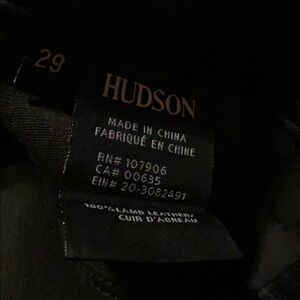 29
HUDSON
MADE IN CHINA
FABRIQUÉ EN CHINE
RN# 107906
CA# 00635
EIN# 20-3082491
100% LAMB LEATHER/
CUIR D'AGNEAU